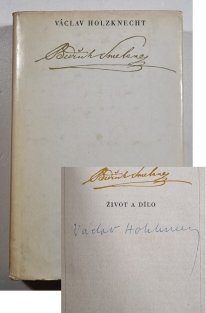 VÁCLAV HOLZKNECHT
Bedřich Smetana
Bedřich Smetana
ŽIVOT A DÍLO
Václav Holzknecht